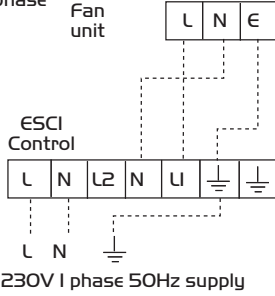 phase
Fan
unit
L N E
ESCI
Control
L N L2 N L1
L N
230V 1 phase 50Hz supply